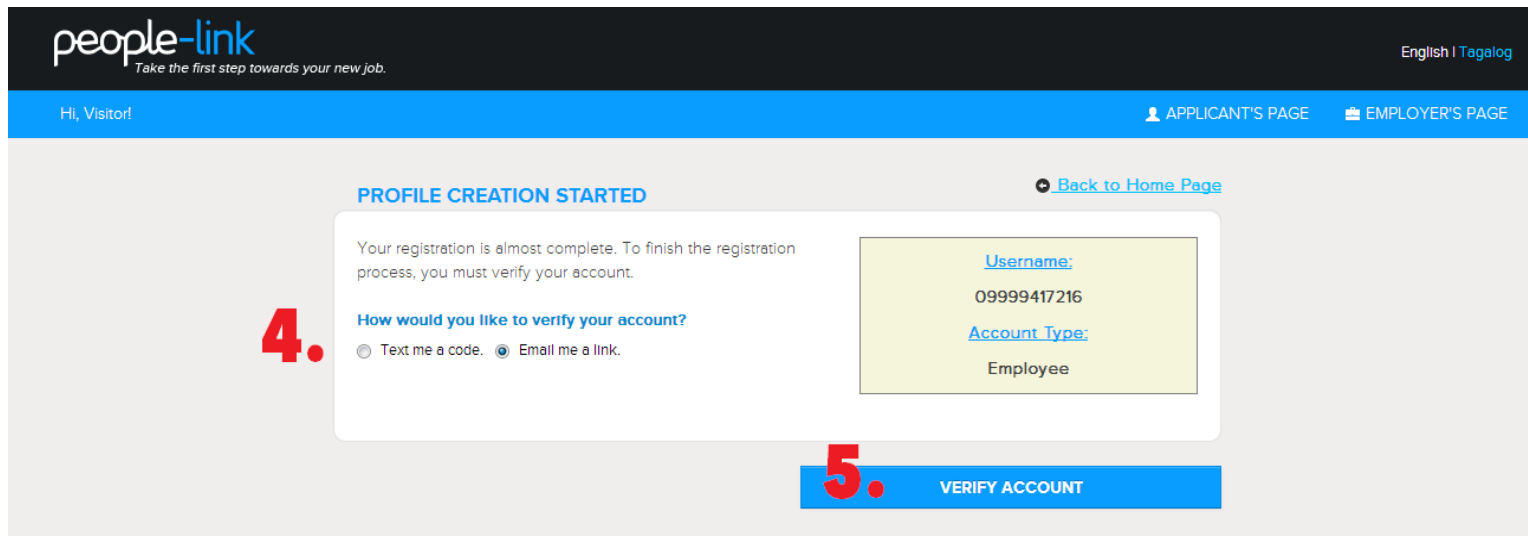 people-link
Take the first step towards your new job.
English | Tagalog
Hi, Visitor!
APPLICANT'S PAGE
EMPLOYER'S PAGE
PROFILE CREATION STARTED
Back to Home Page
Your registration is almost complete. To finish the registration
process, you must verify your account.
Username:
09999417216
4.
How would you like to verify your account?
Text me a code. Email me a link.
Account Type:
Employee
5.
VERIFY ACCOUNT